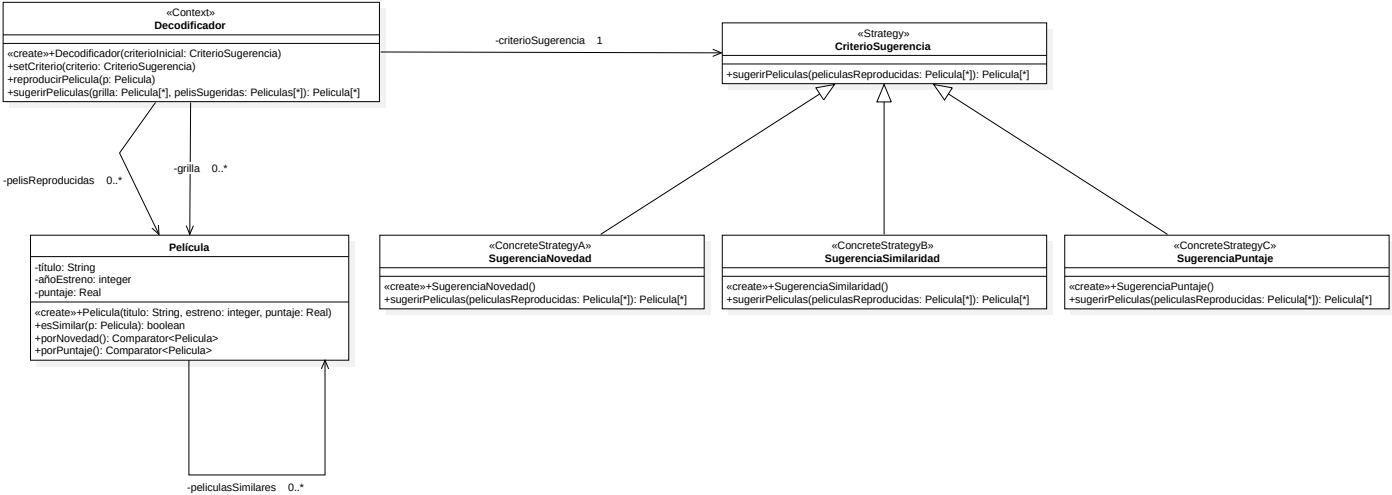 «Context»
Decodificador
«create»+Decodificador(criterioInicial: CriterioSugerencia)
+setCriterio(criterio: CriterioSugerencia)
+reproducirPelicula(p: Pelicula)
+sugerirPeliculas(grilla: Pelicula[*], pelisSugeridas: Peliculas[*]): Pelicula[*]
-criterioSugerencia 1
«Strategy»
CriterioSugerencia
+sugerirPeliculas(peliculasReproducidas: Pelicula[*]): Pelicula[*]
-pelisReproducidas 0..*
-grilla 0..*
Película
-título: String
-añoEstreno: integer
-puntaje: Real
«create»+Pelicula(titulo: String, estreno: integer, puntaje: Real)
+esSimilar(p: Pelicula): boolean
+porNovedad(): Comparator<Pelicula>
+porPuntaje(): Comparator<Pelicula>
-peliculasSimilares 0..*
«ConcreteStrategyA»
SugerenciaNovedad
«create»+SugerenciaNovedad()
+sugerirPeliculas(peliculasReproducidas: Pelicula[*]): Pelicula[*]
«ConcreteStrategyB»
SugerenciaSimilaridad
«create»+SugerenciaSimilaridad()
+sugerirPeliculas(peliculasReproducidas: Pelicula[*]): Pelicula[*]
«ConcreteStrategyC»
SugerenciaPuntaje
«create»+SugerenciaPuntaje()
+sugerirPeliculas(peliculasReproducidas: Pelicula[*]): Pelicula[*]